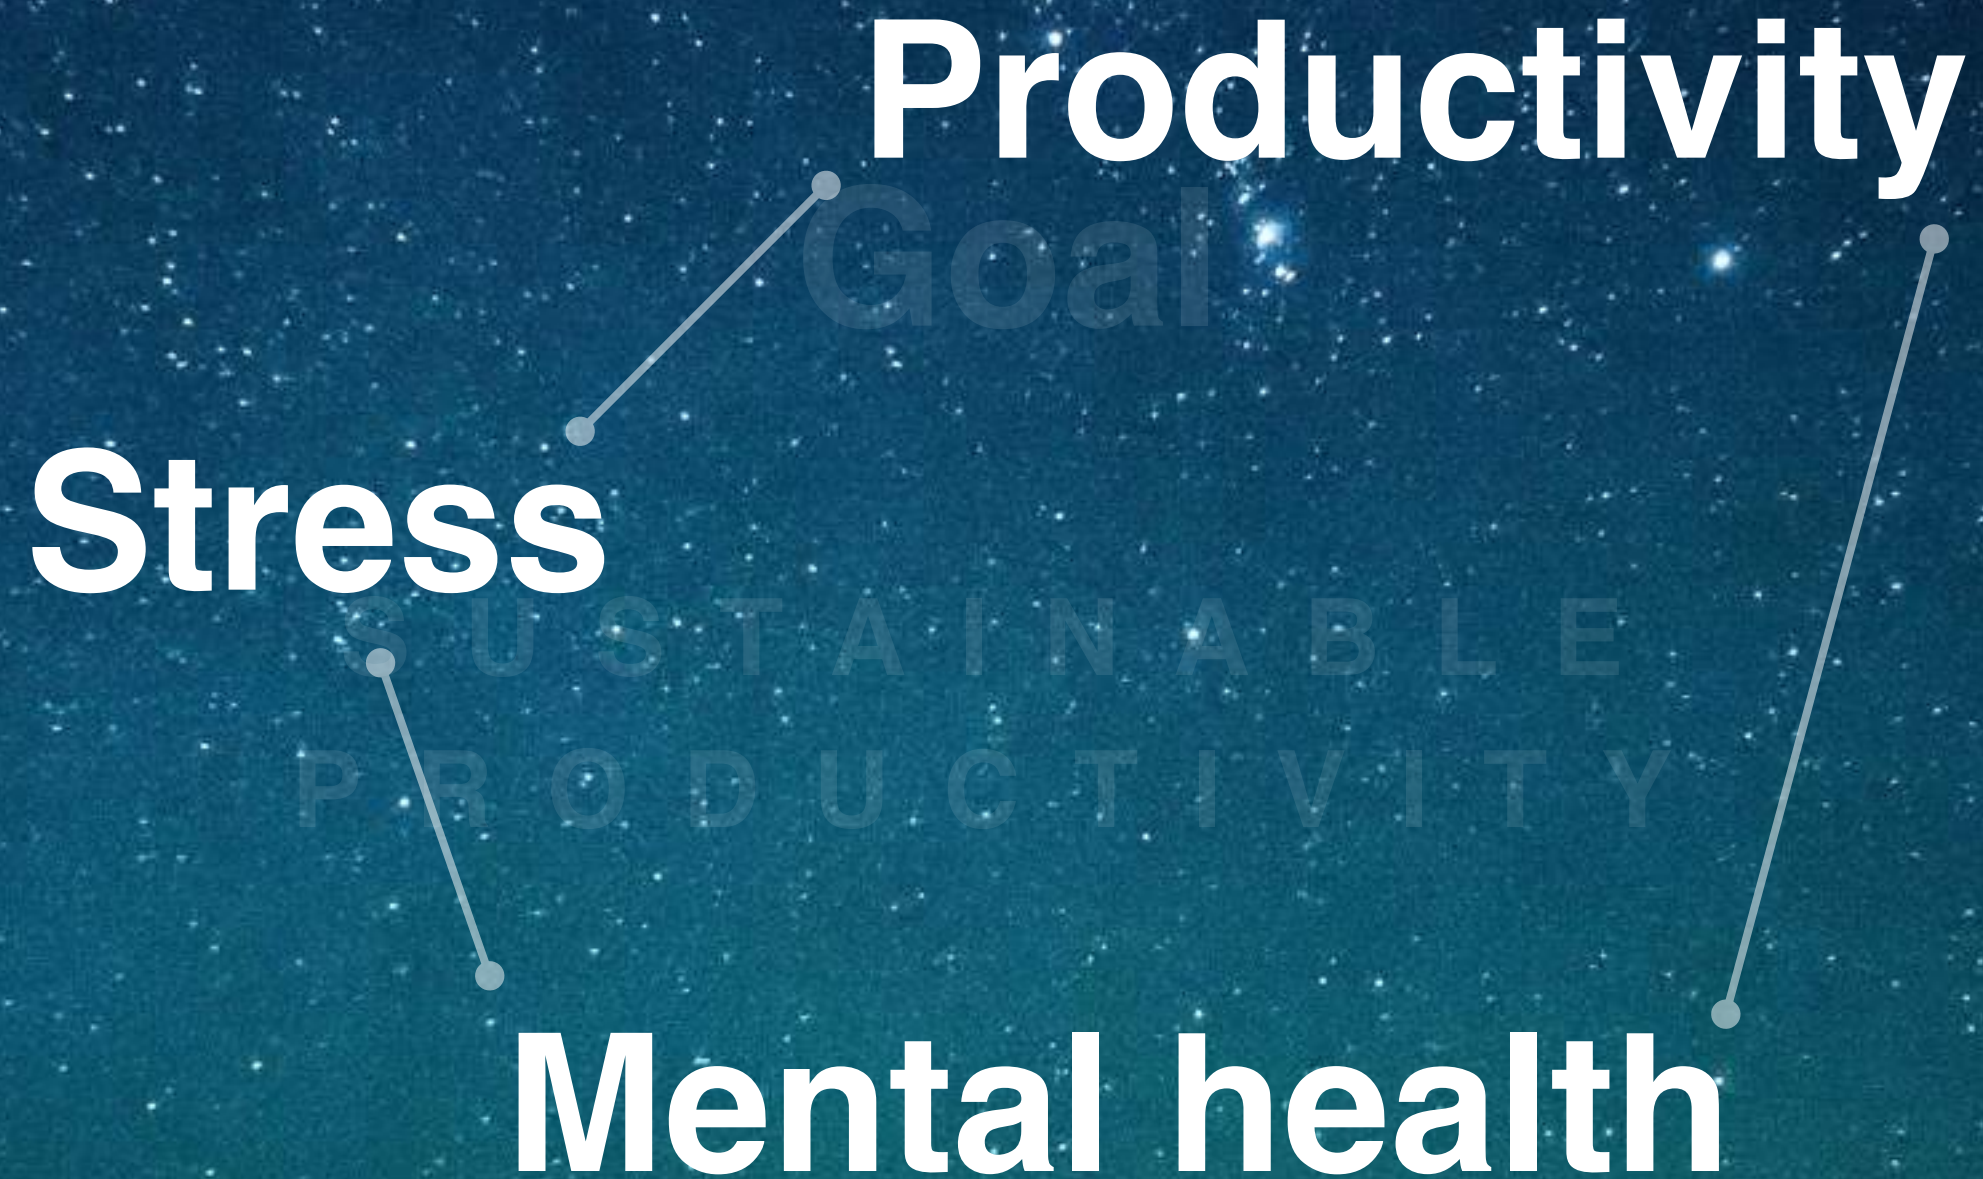 Productivity
Goal
Stress
SUSTAINABLE
PRODUCTIVITY
Mental health